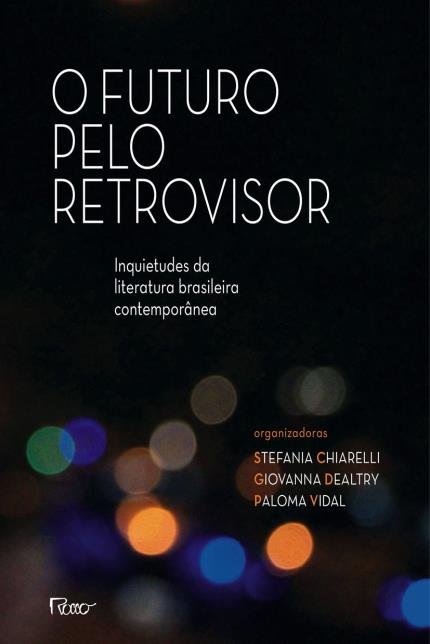 O FUTURO
PELO
RETROVISOR
Inquietudes da
literatura brasileira
contemporânea
organizadoras
STEFANIA CHIARELLI
GIOVANNA DEALTRY
PALOMA VIDAL
Rocco